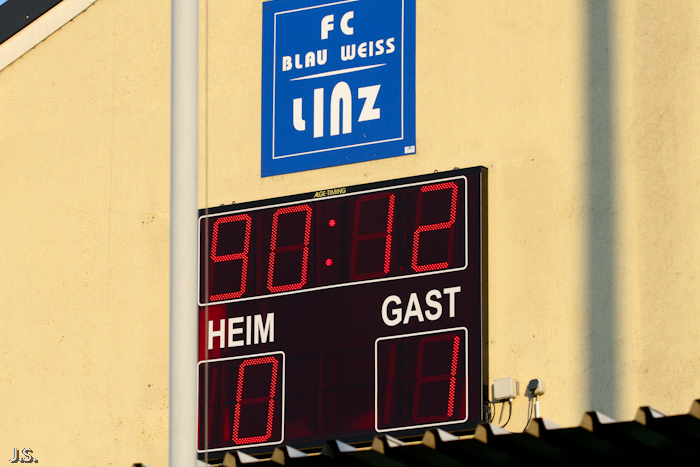 FC
BLAU WEISS
LINZ
ALGE-TIMING
90:12
HEIM GAST
0 1
J.S.